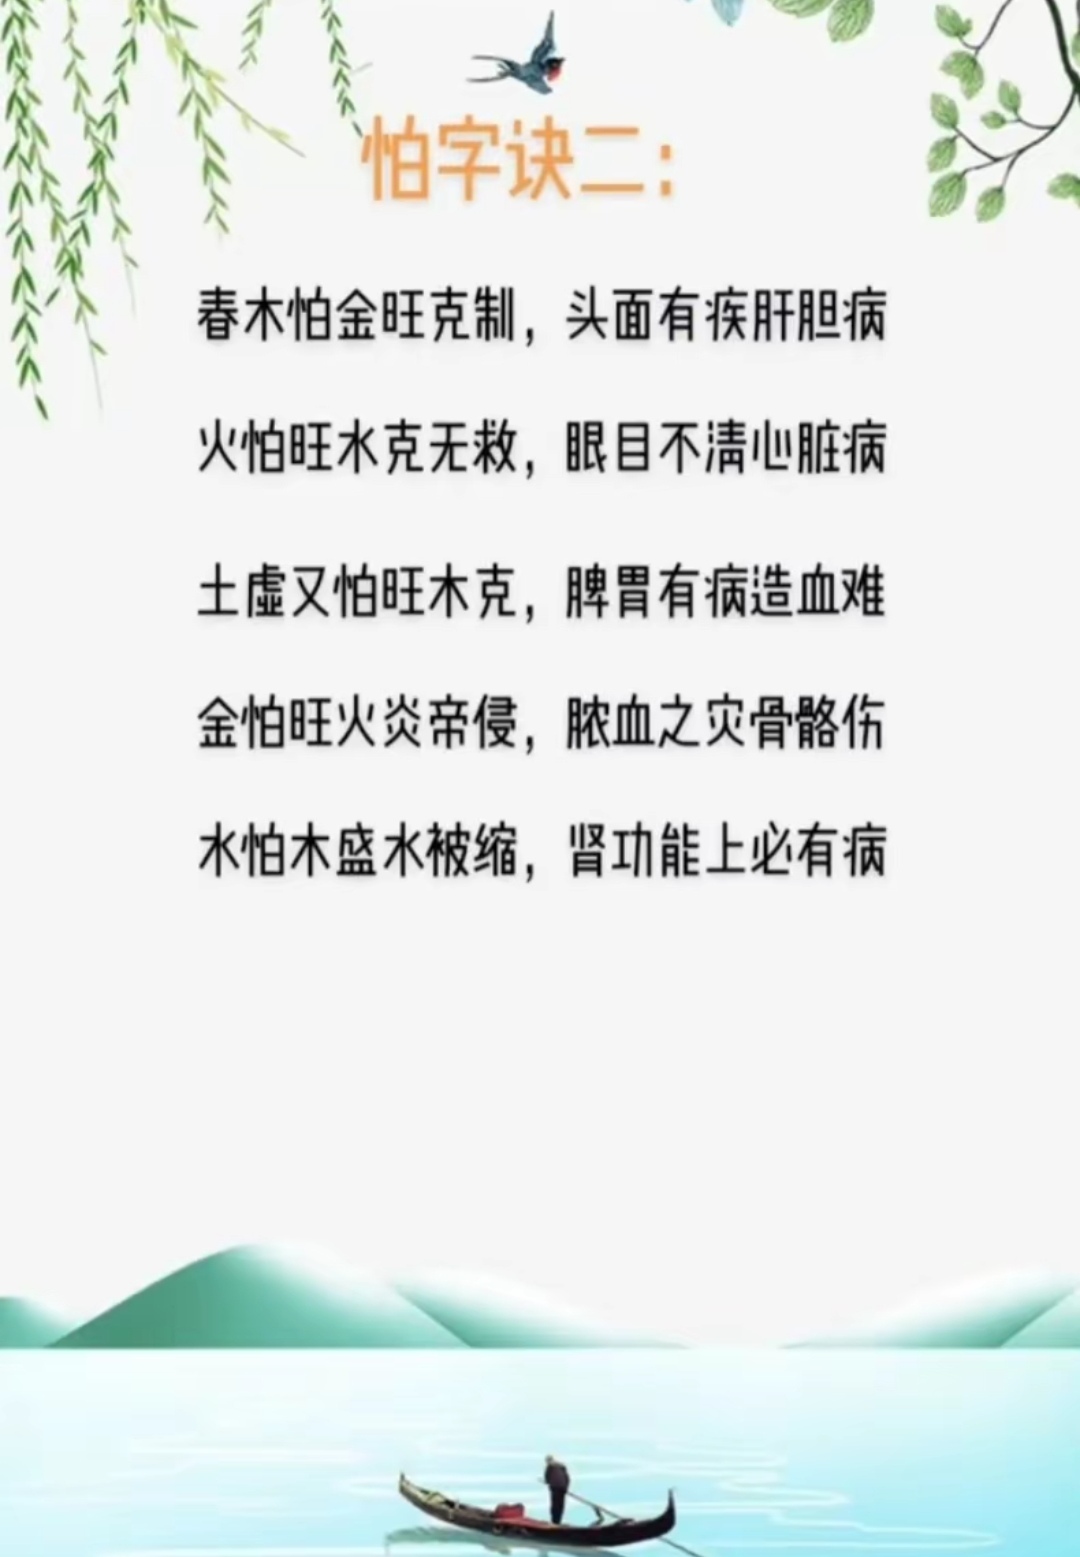 怕字诀二：
春木怕金旺克制，头面有疾肝胆病
火怕旺水克无救，眼目不清心脏病
土虚又怕旺木克，脾胃有病造血难
金怕旺火炎帝侵，脓血之灾骨骼伤
水怕木盛水被缩，肾功能上必有病